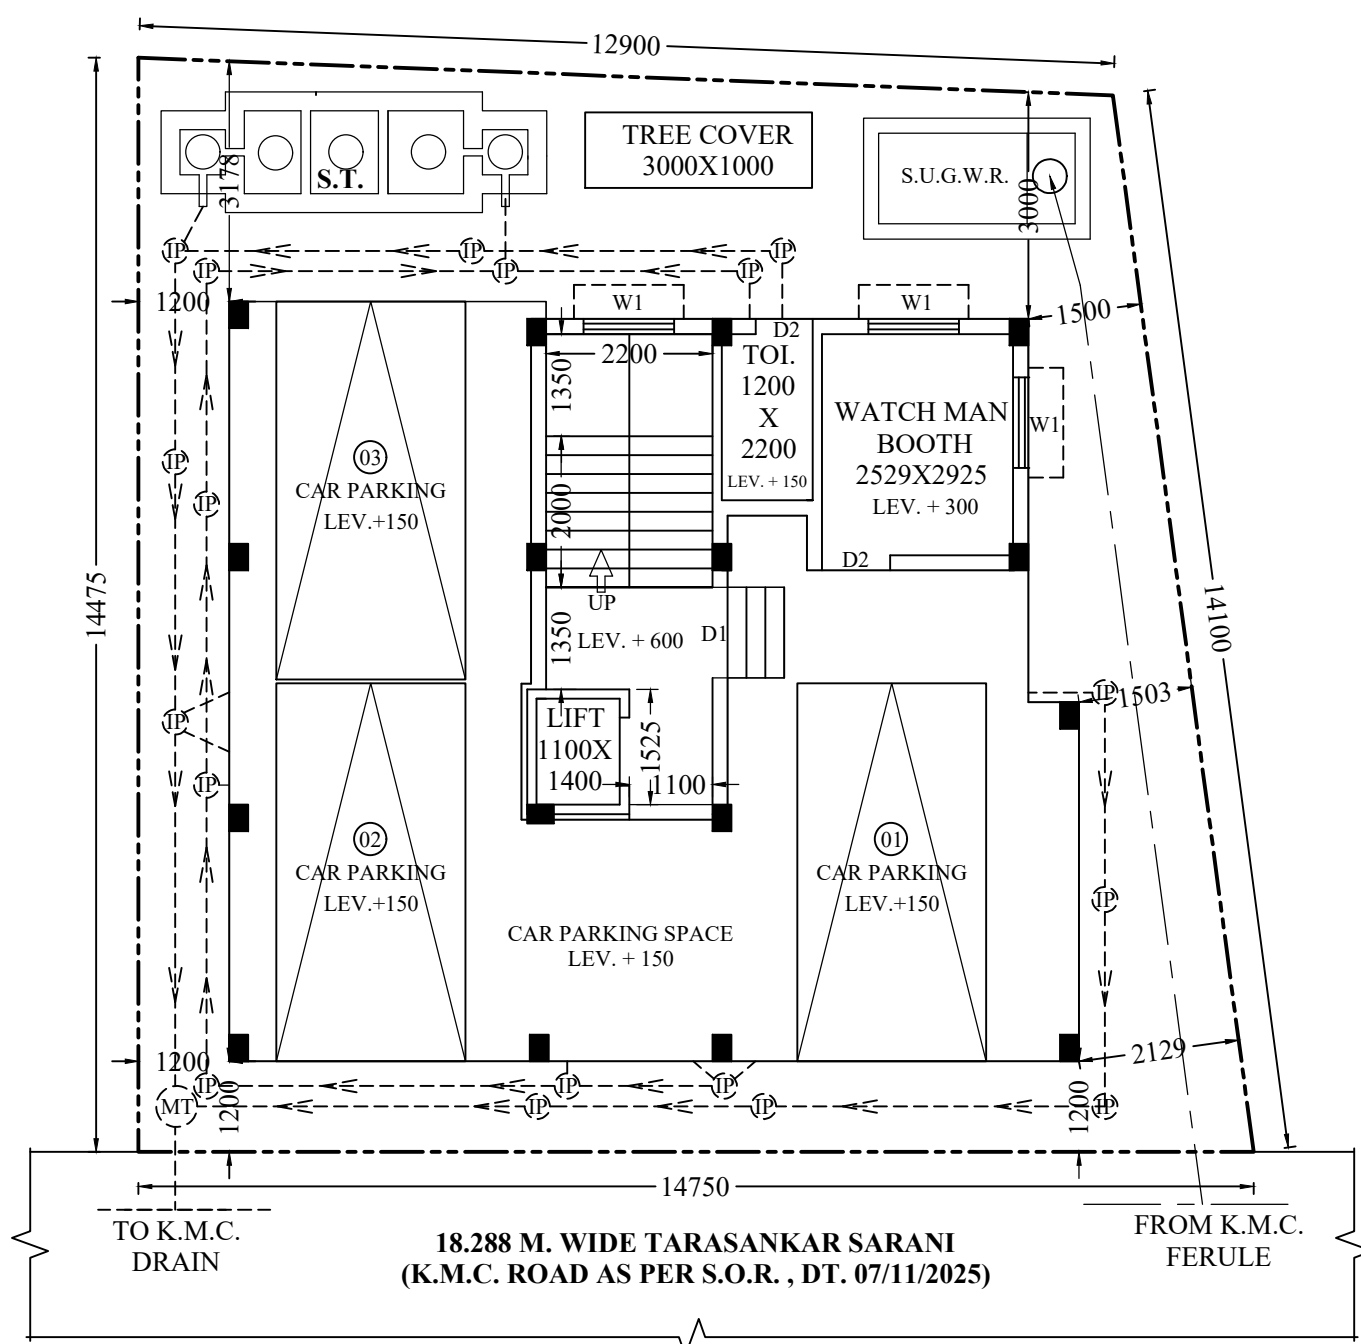 12900
TREE COVER
3000X1000
S.T.
3178
S.U.G.W.R.
3000
IP
IP
IP
IP
IP
IP
1200
W1
W1
1500
2200
D2
1350
TOI.
1200
X
2200
LEV. + 150
WATCH MAN
BOOTH
2529X2925
LEV. + 300
W1
03
CAR PARKING
LEV.+150
IP
IP
2000
D2
UP
14475
14100
1350
LEV. + 600
D1
IP
1503
IP
LIFT
1100X
1400
1525
1100
IP
02
CAR PARKING
LEV.+150
01
CAR PARKING
LEV.+150
IP
CAR PARKING SPACE
LEV. + 150
1200
2129
IP
IP
IP
MT
1200
IP
IP
1200
IP
14750
TO K.M.C.
DRAIN
18.288 M. WIDE TARASANKAR SARANI
(K.M.C. ROAD AS PER S.O.R. , DT. 07/11/2025)
FROM K.M.C.
FERULE